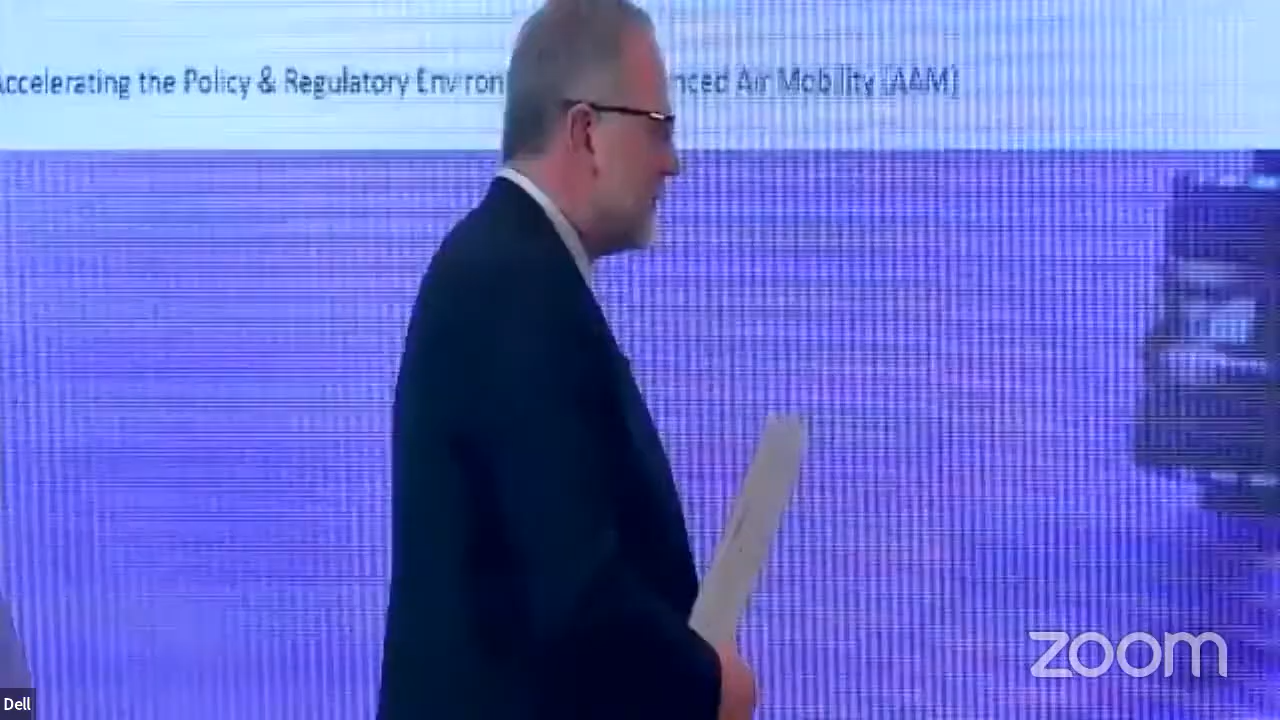 Accelerating the Policy & Regulatory Environ nced Air Mobility (AAM)
zoom
Dell